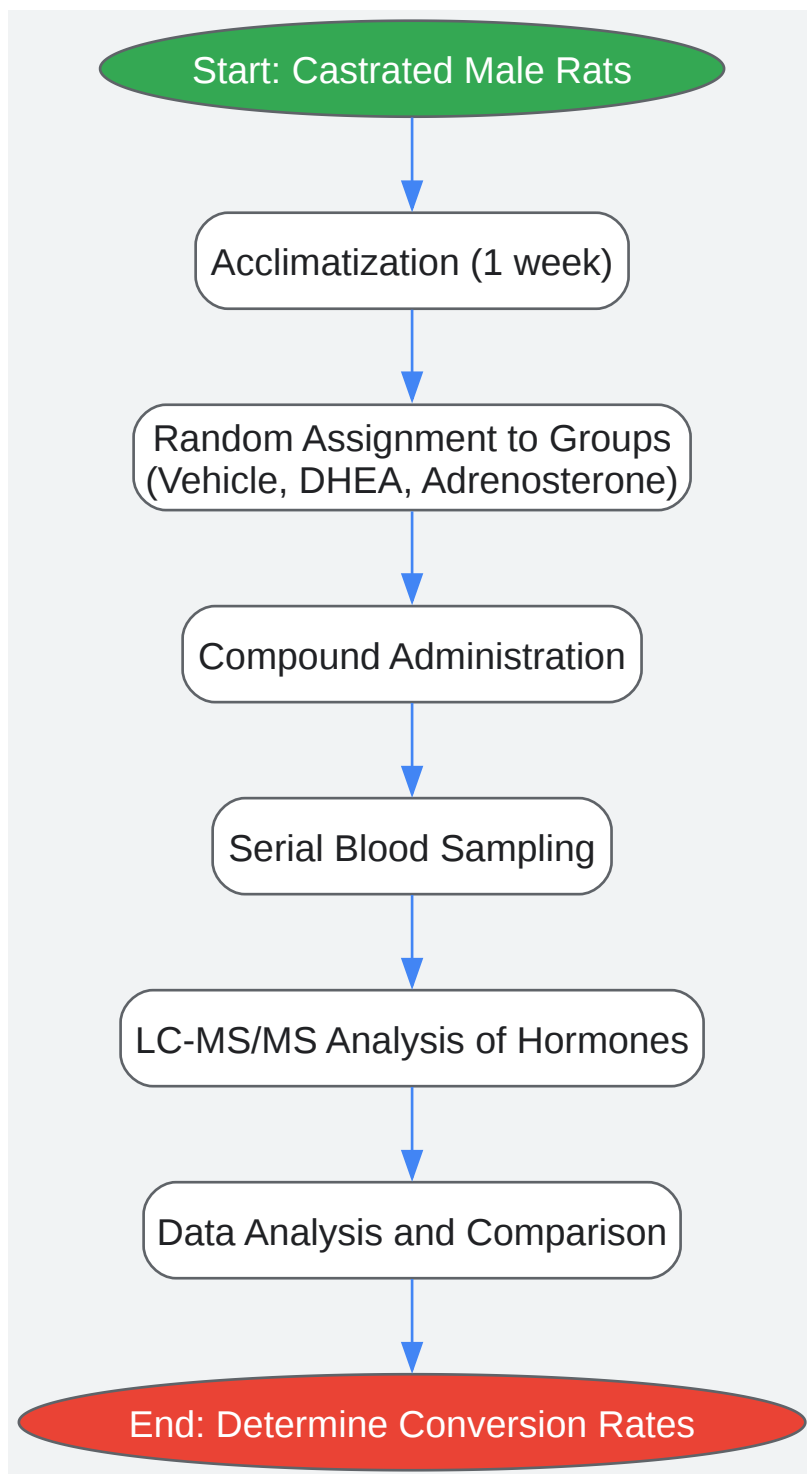 Start: Castrated Male Rats
Acclimatization (1 week)
Random Assignment to Groups
(Vehicle, DHEA, Adrenosterone)
Compound Administration
Serial Blood Sampling
LC-MS/MS Analysis of Hormones
Data Analysis and Comparison
End: Determine Conversion Rates